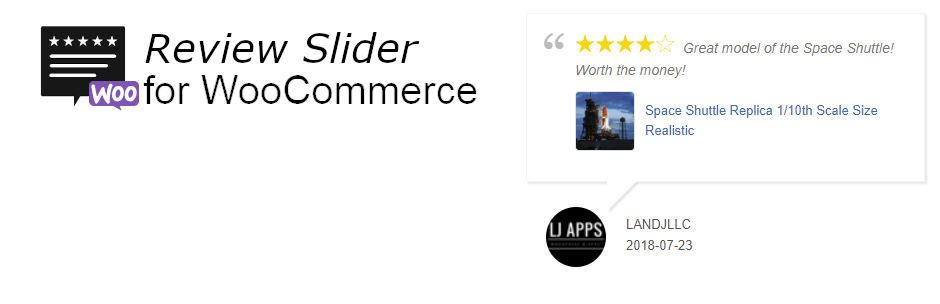 Review Slider
for WooCommerce
Woo
Great model of the Space Shuttle!
Worth the money!
Space Shuttle Replica 1/10th Scale Size
Realistic
LJ APPS
LANDJLLC
2018-07-23